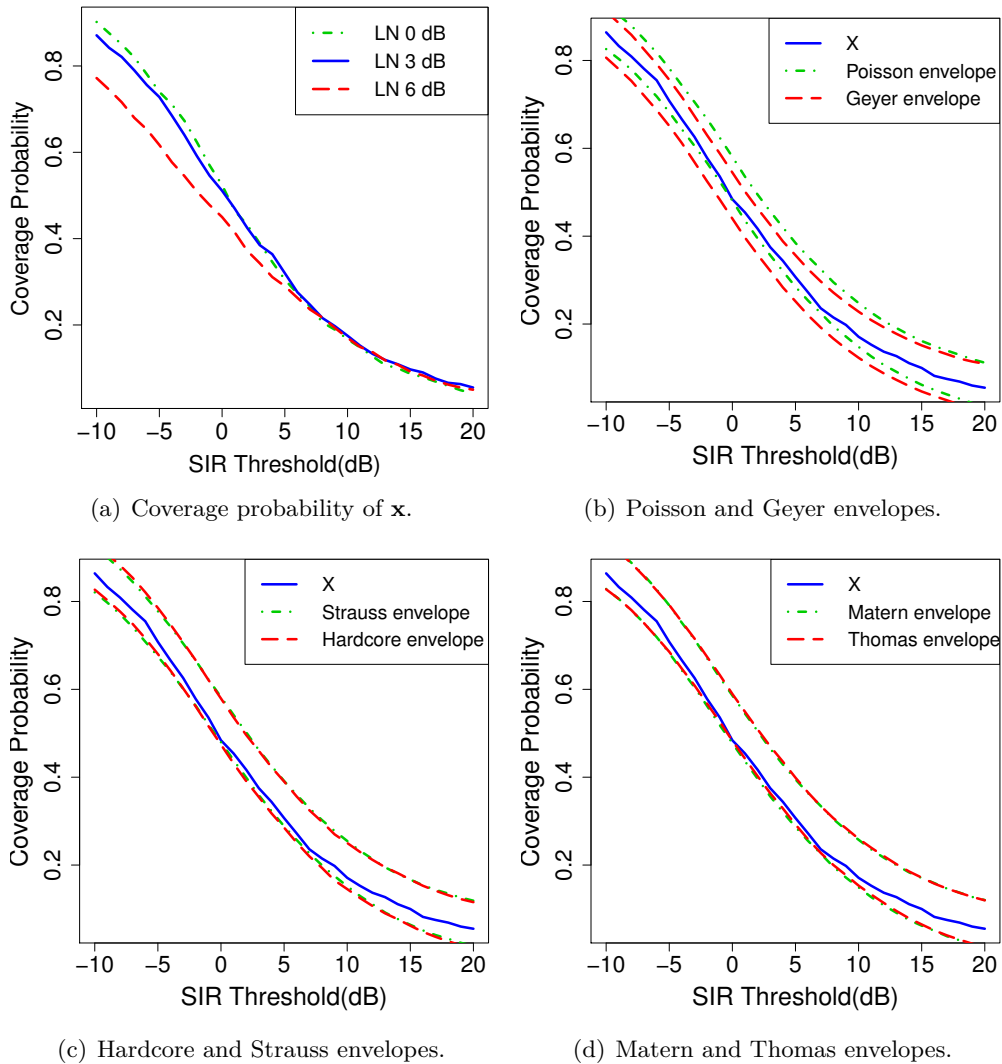 LN 0 dB
LN 3 dB
LN 6 dB
Coverage Probability
0.2 0.4 0.6 0.8
−10 −5 0 5 10 15 20
SIR Threshold(dB)
(a) Coverage probability of x.
X
Poisson envelope
Geyer envelope
Coverage Probability
0.2 0.4 0.6 0.8
−10 −5 0 5 10 15 20
SIR Threshold(dB)
(b) Poisson and Geyer envelopes.
X
Strauss envelope
Hardcore envelope
Coverage Probability
0.2 0.4 0.6 0.8
−10 −5 0 5 10 15 20
SIR Threshold(dB)
(c) Hardcore and Strauss envelopes.
X
Matern envelope
Thomas envelope
Coverage Probability
0.2 0.4 0.6 0.8
−10 −5 0 5 10 15 20
SIR Threshold(dB)
(d) Matern and Thomas envelopes.